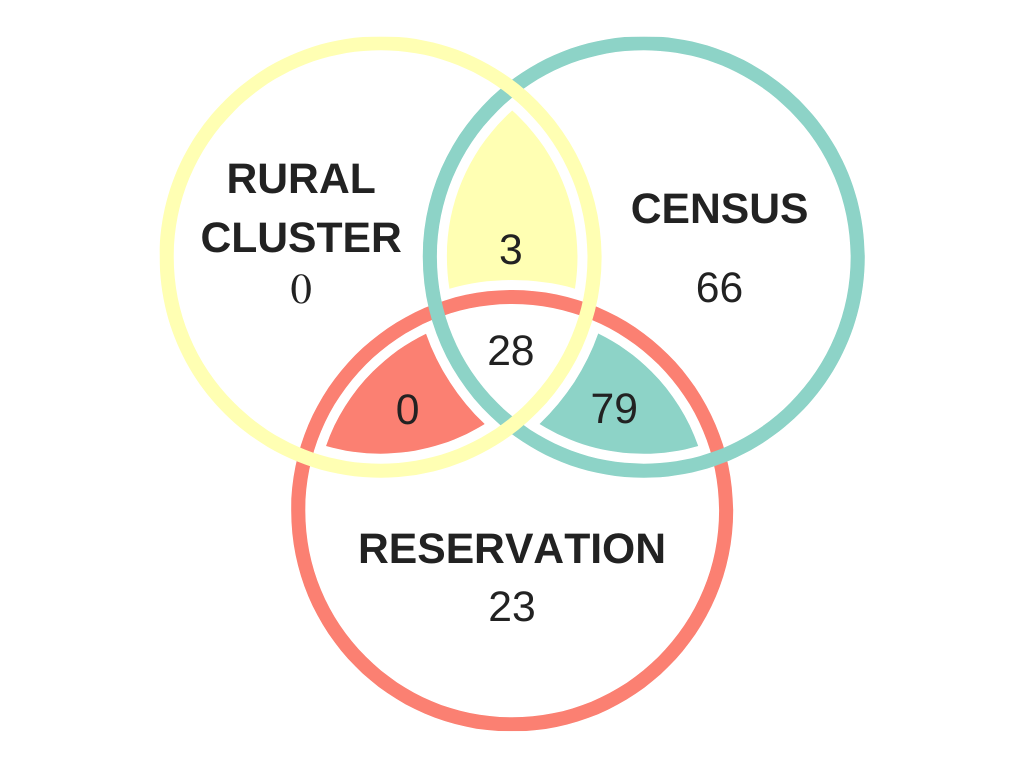 RURAL
CLUSTER
0
CENSUS
66
3
28
0
79
RESERVATION
23